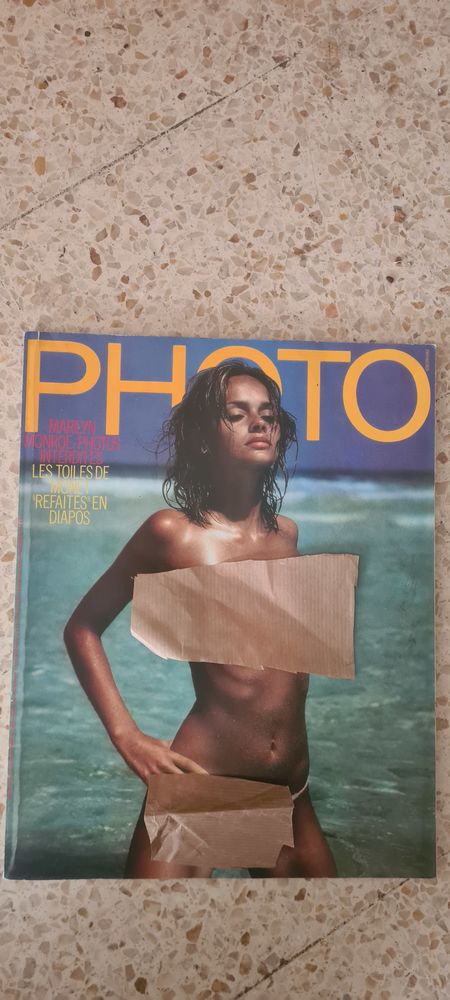 PHOTO
MARILYN
MONROE: PHOTOS
INTERDITES
LES TOILES DE
MONET
'REFAITES' EN
DIAPOS